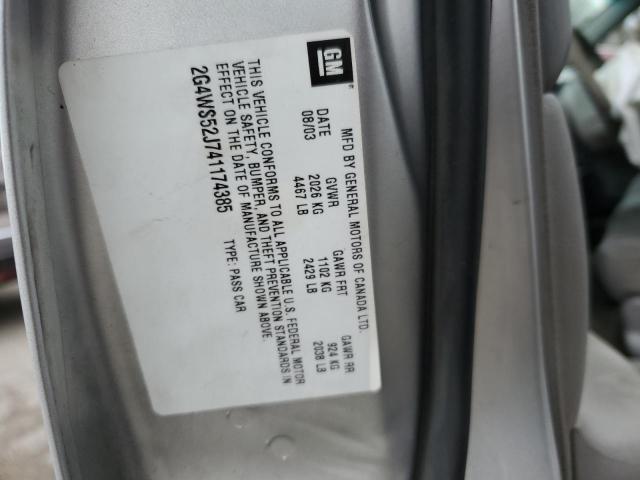 GM
MFD BY GENERAL MOTORS OF CANADA LTD.
DATE GVWR GAWR FRT GAWR RR
08/03 2026 KG 1102 KG 924 KG
4467 LB 2429 LB 2038 LB
THIS VEHICLE CONFORMS TO ALL APPLICABLE U.S. FEDERAL MOTOR
VEHICLE SAFETY, BUMPER, AND THEFT PREVENTION STANDARDS IN
EFFECT ON THE DATE OF MANUFACTURE SHOWN ABOVE.
2G4WS52J741174385 TYPE: PASS CAR